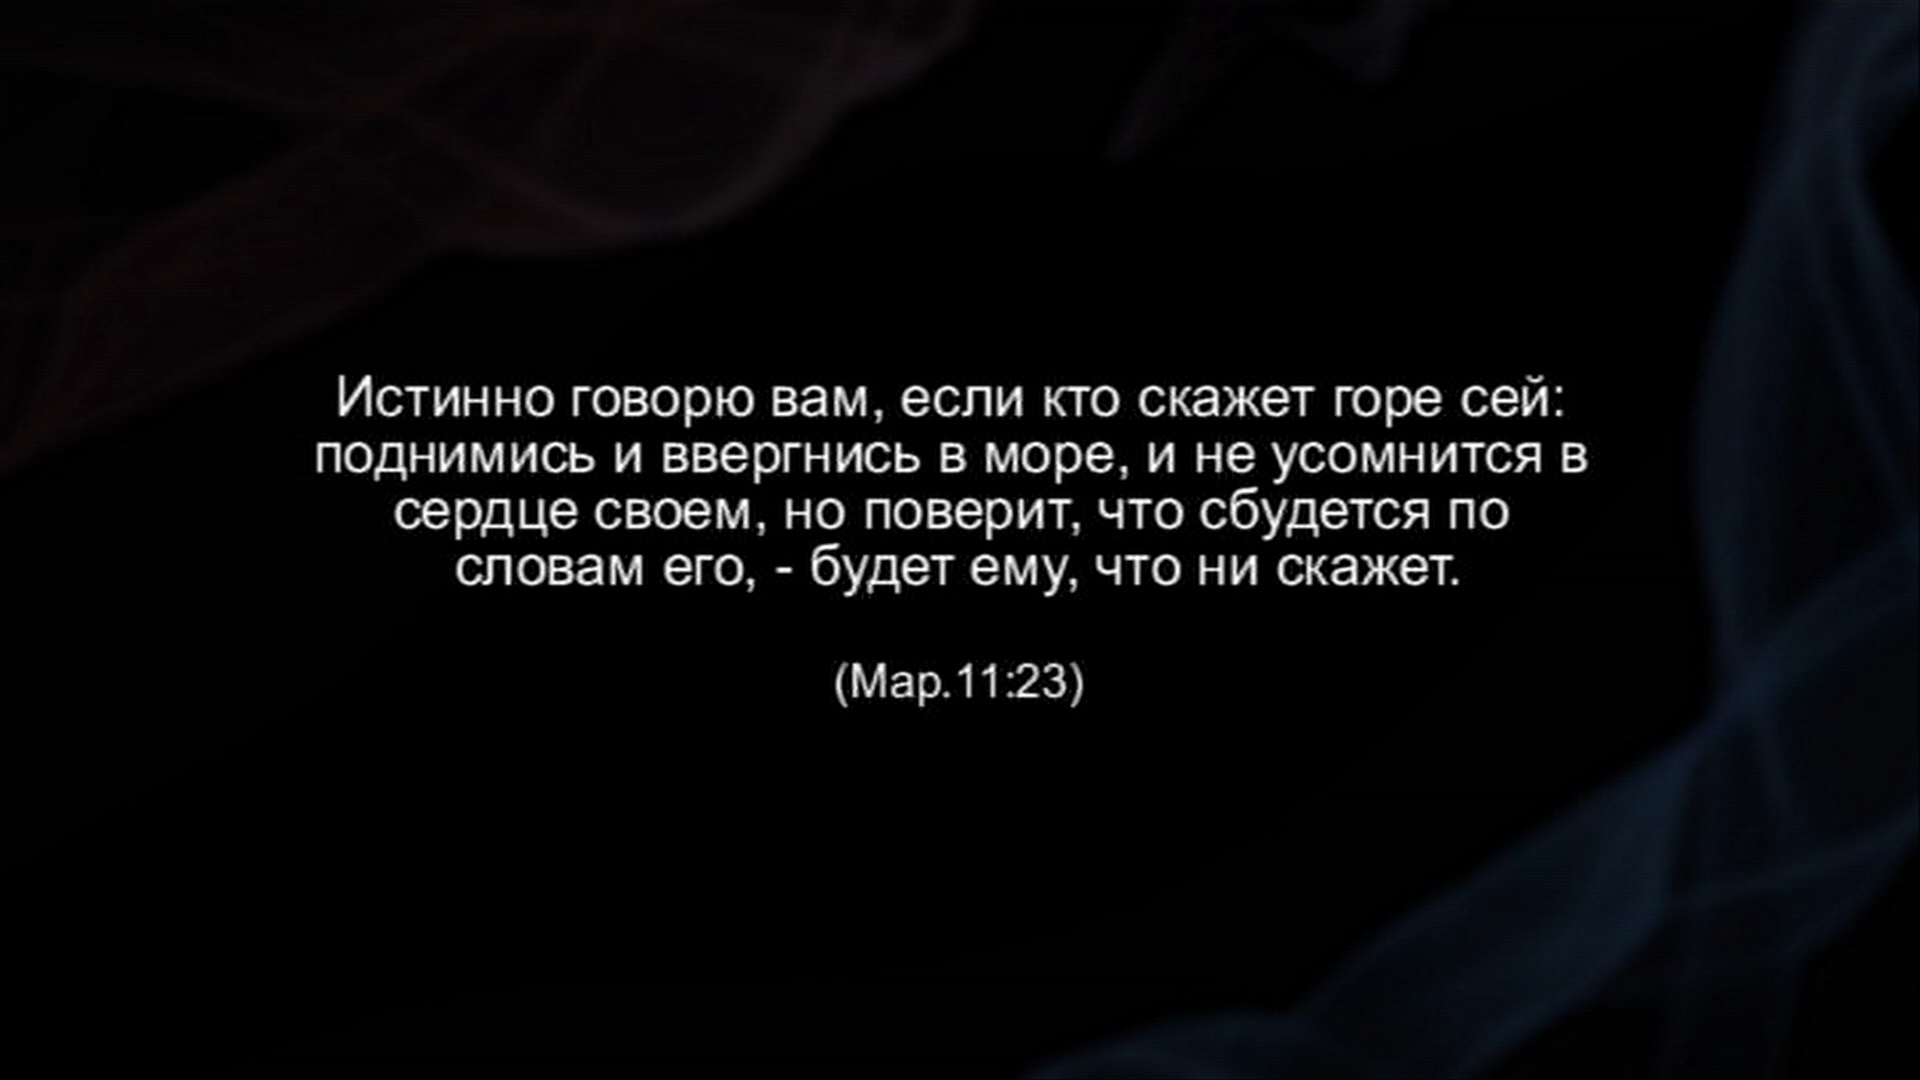 Истинно говорю вам, если кто скажет горе сей:
поднимись и ввергнись в море, и не усомнится в
сердце своем, но поверит, что сбудется по
словам его, - будет ему, что ни скажет.
(Мар.11:23)